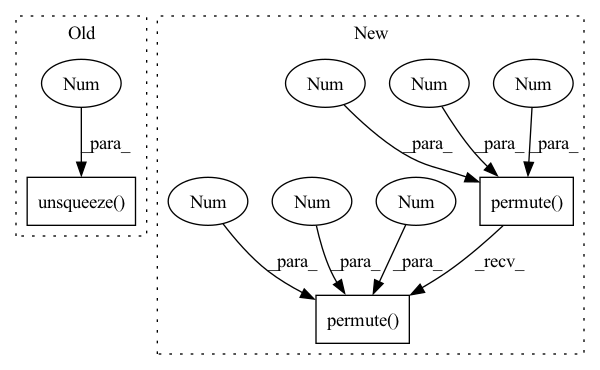 Old
New
Num
Num
Num
Num
_para_
_para_
_para_
_para_
unsqueeze()
Num
Num
Num
permute()
_para_
_para_
_para_
_recv_
permute()